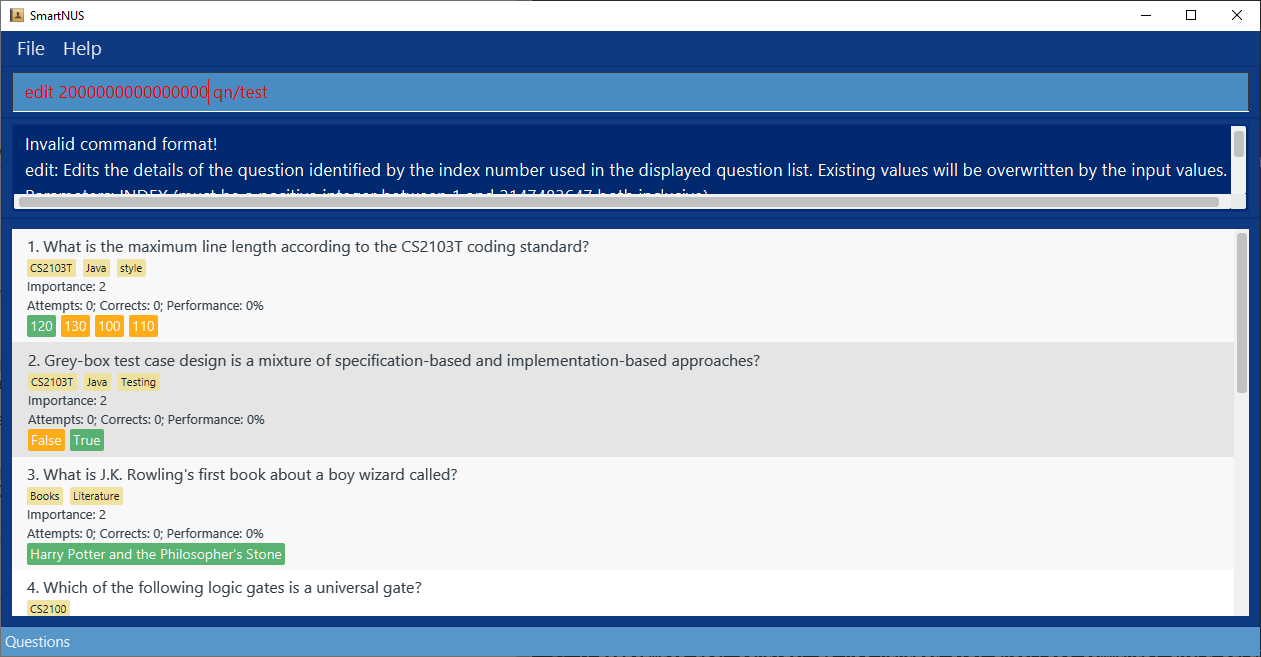 SmartNUS
File Help
edit 2000000000000000 qn/test
Invalid command format!
edit: Edits the details of the question identified by the index number used in the displayed question list. Existing values will be overwritten by the input values.
Parameters: INDEX (must be a positive integer between 1 and 2147483647 both inclusive)
1. What is the maximum line length according to the CS2103T coding standard?
CS2103T Java style
Importance: 2
Attempts: 0; Corrects: 0; Performance: 0%
120 130 100 110
2. Grey-box test case design is a mixture of specification-based and implementation-based approaches?
CS2103T Java Testing
Importance: 2
Attempts: 0; Corrects: 0; Performance: 0%
False True
3. What is J.K. Rowling's first book about a boy wizard called?
Books Literature
Importance: 2
Attempts: 0; Corrects: 0; Performance: 0%
Harry Potter and the Philosopher's Stone
4. Which of the following logic gates is a universal gate?
CS2100
Questions